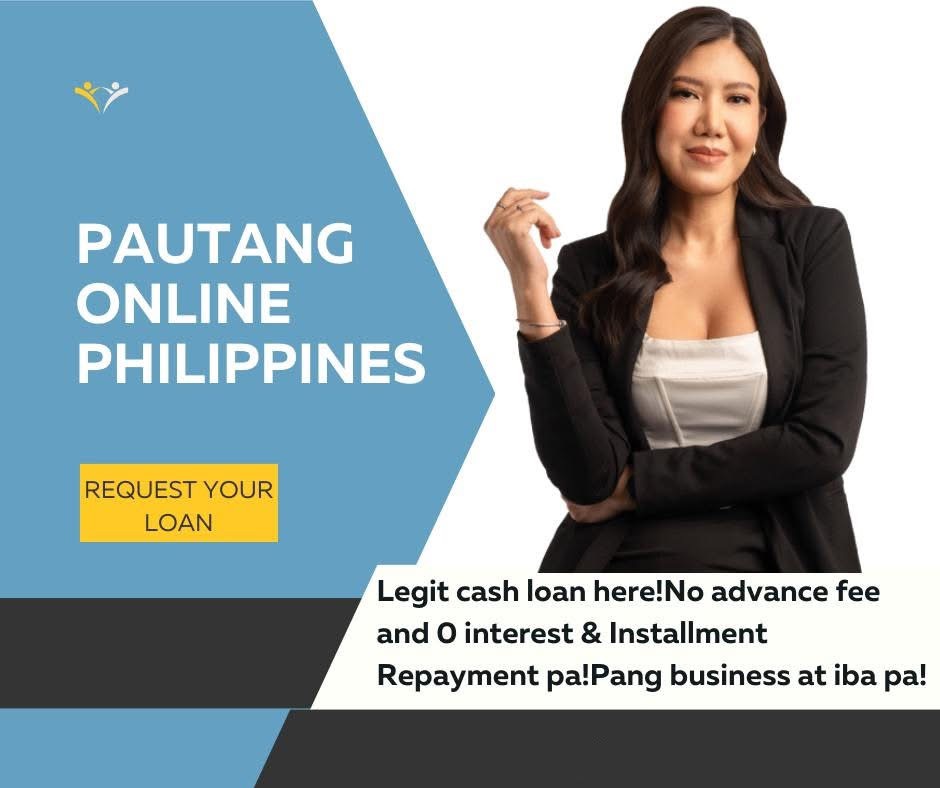 PAUTANG
ONLINE
PHILIPPINES
REQUEST YOUR
LOAN
Legit cash loan here!No advance fee
and 0 interest & Installment
Repayment pa!Pang business at iba pa!